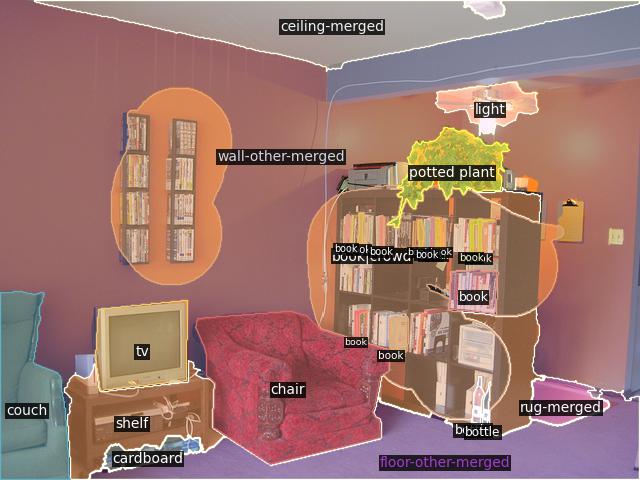 ceiling-merged
light
wall-other-merged
potted plant
book
book
book
book
book
book
tv
book
book
chair
couch
shelf
rug-merged
bottle
cardboard
floor-other-merged